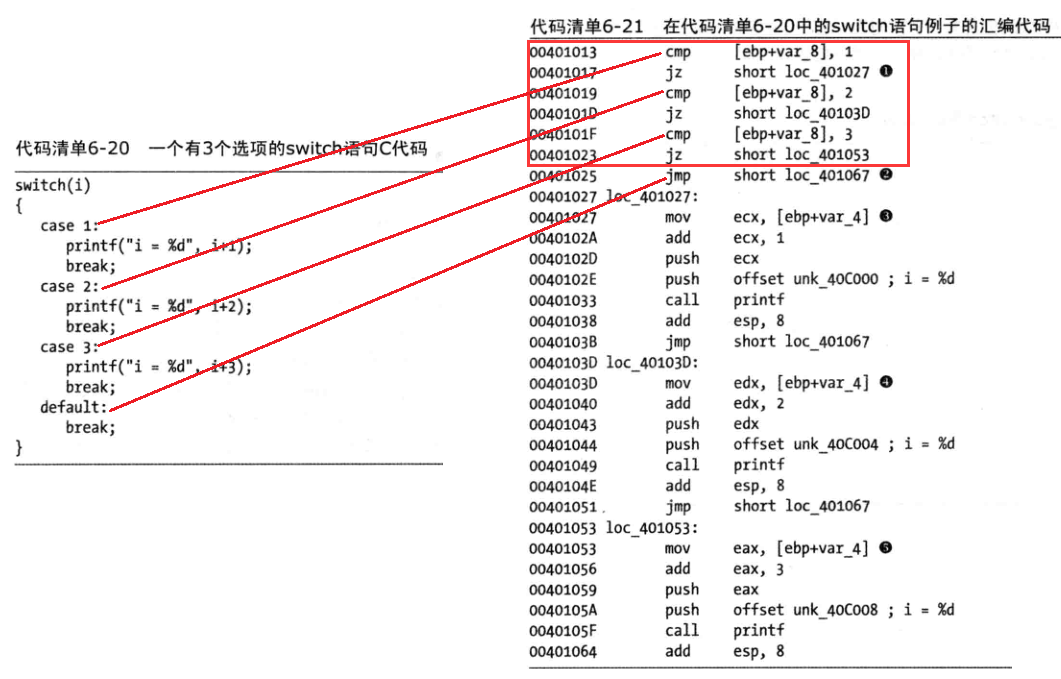 代码清单6-20 一个有3个选项的switch语句C代码
switch(i)
{
case 1:
printf("i = %d", i+1);
break;
case 2:
printf("i = %d", i+2);
break;
case 3:
printf("i = %d", i+3);
break;
default:
break;
}
代码清单6-21 在代码清单6-20中的switch语句例子的汇编代码
00401013 cmp [ebp+var_8], 1
00401017 jz short loc_401027 ❶
00401019 cmp [ebp+var_8], 2
0040101D jz short loc_40103D
0040101F cmp [ebp+var_8], 3
00401023 jz short loc_401053
00401025 jmp short loc_401067 ❷
00401027 loc_401027:
00401027 mov ecx, [ebp+var_4] ❸
0040102A add ecx, 1
0040102D push ecx
0040102E push offset unk_40C000 ; i = %d
00401033 call printf
00401038 add esp, 8
0040103B jmp short loc_401067
0040103D loc_40103D:
0040103D mov edx, [ebp+var_4] ❹
00401040 add edx, 2
00401043 push edx
00401044 push offset unk_40C004 ; i = %d
00401049 call printf
0040104E add esp, 8
00401051 jmp short loc_401067
00401053 loc_401053:
00401053 mov eax, [ebp+var_4] ❺
00401056 add eax, 3
00401059 push eax
0040105A push offset unk_40C008 ; i = %d
0040105F call printf
00401064 add esp, 8